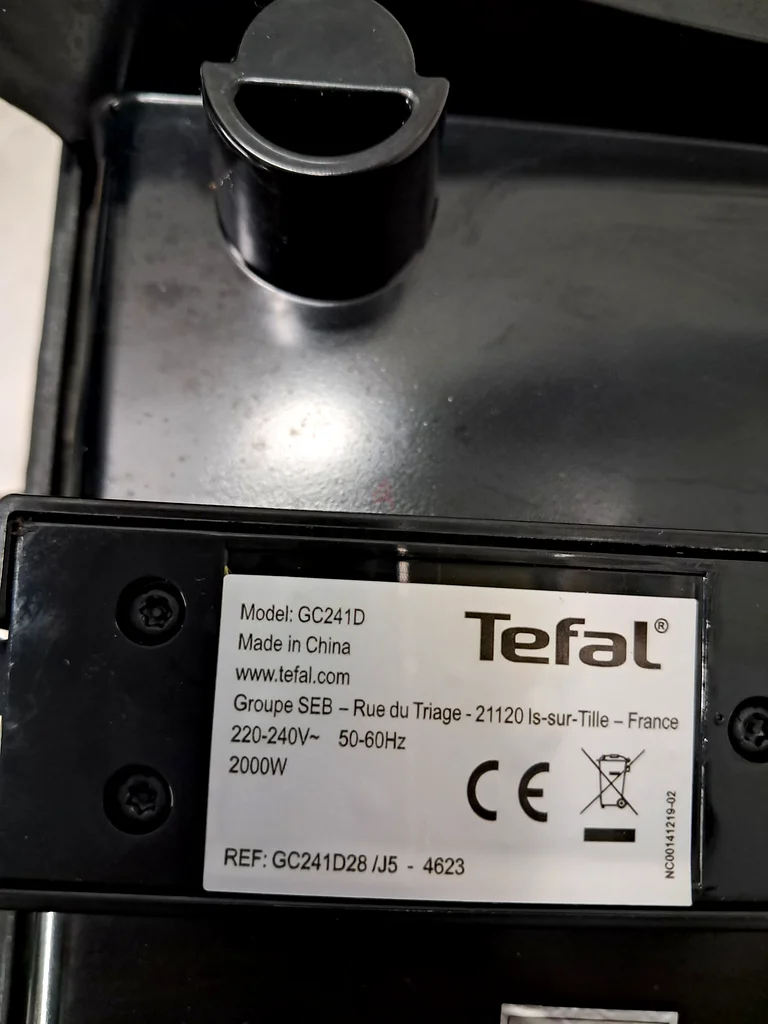 Model: GC241D
Tefal®
Made in China
www.tefal.com
Groupe SEB – Rue du Triage - 21120 Is-sur-Tille – France
220-240V~ 50-60Hz
2000W
CE
REF: GC241D28 /J5 - 4623
NC00141219-02